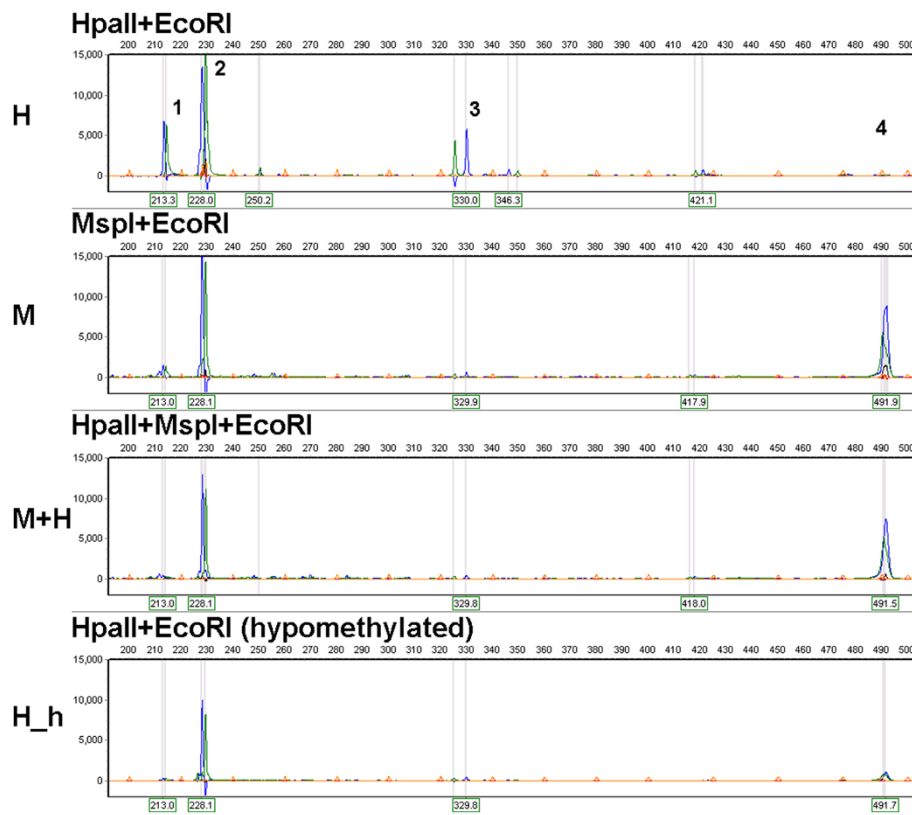 HpaII+EcoRI
200 210 220 230 240 250 260 270 280 290 300 310 320 330 340 350 360 370 380 390 400 410 420 430 440 450 460 470 480 490 500
15,000
10,000
5,000
0
H
1
2
3
4
213.3 228.0 250.2 330.0 346.3 421.1
MspI+EcoRI
200 210 220 230 240 250 260 270 280 290 300 310 320 330 340 350 360 370 380 390 400 410 420 430 440 450 460 470 480 490 500
15,000
10,000
5,000
0
M
213.0 228.1 329.9 417.9 491.9
HpaII+MspI+EcoRI
200 210 220 230 240 250 260 270 280 290 300 310 320 330 340 350 360 370 380 390 400 410 420 430 440 450 460 470 480 490 500
15,000
10,000
5,000
0
M+H
213.0 228.1 329.8 418.0 491.5
HpaII+EcoRI (hypomethylated)
200 210 220 230 240 250 260 270 280 290 300 310 320 330 340 350 360 370 380 390 400 410 420 430 440 450 460 470 480 490 500
15,000
10,000
5,000
0
H_h
213.0 228.1 329.8 491.7